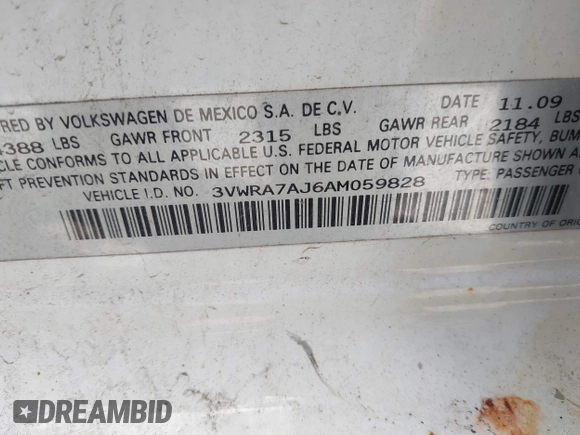 RED BY VOLKSWAGEN DE MEXICO S.A. DE C.V. DATE 11.09
4388 LBS GAWR FRONT 2315 LBS GAWR REAR 2184 LBS
CLE CONFORMS TO ALL APPLICABLE U.S. FEDERAL MOTOR VEHICLE SAFETY, BUM
FT PREVENTION STANDARDS IN EFFECT ON THE DATE OF MANUFACTURE SHOWN A
VEHICLE I.D. NO. 3VWRA7AJ6AM059828 TYPE: PASSENGER
COUNTRY OF ORI
DREAMBID